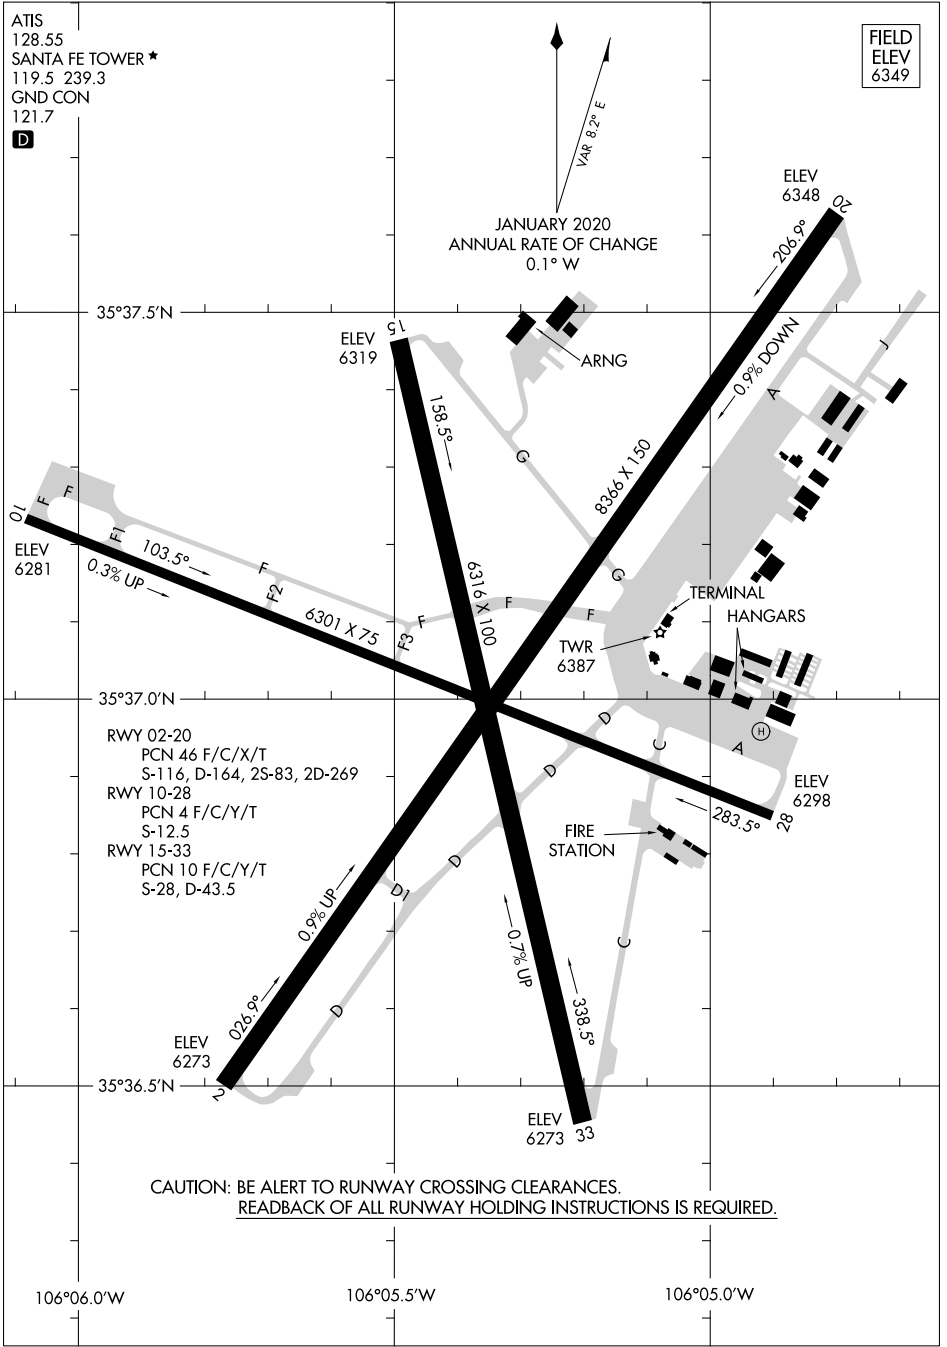 ATIS
128.55
SANTA FE TOWER ★
119.5 239.3
GND CON
121.7
D
FIELD
ELEV
6349
VAR 8.2° E
JANUARY 2020
ANNUAL RATE OF CHANGE
0.1° W
ELEV
6348
20
206.9°
0.9% DOWN
35°37.5'N
15
ELEV
6319
ARNG
J
A
158.5°
G
8366 X 150
F
F
10
ELEV
6281
F1
103.5°
0.3% UP
F
F2
6316 X 100
G
6301 X 75
F
F
F
F3
TERMINAL
HANGARS
TWR
6387
35°37.0'N
D
C
A
H
RWY 02-20
PCN 46 F/C/X/T
S-116, D-164, 2S-83, 2D-269
RWY 10-28
PCN 4 F/C/Y/T
S-12.5
RWY 15-33
PCN 10 F/C/Y/T
S-28, D-43.5
D
ELEV
6298
283.5°
28
FIRE
STATION
D
D1
0.9% UP
0.7% UP
C
D
026.9°
338.5°
ELEV
6273
2
35°36.5'N
ELEV
6273
33
CAUTION: BE ALERT TO RUNWAY CROSSING CLEARANCES.
READBACK OF ALL RUNWAY HOLDING INSTRUCTIONS IS REQUIRED.
106°06.0'W
106°05.5'W
106°05.0'W